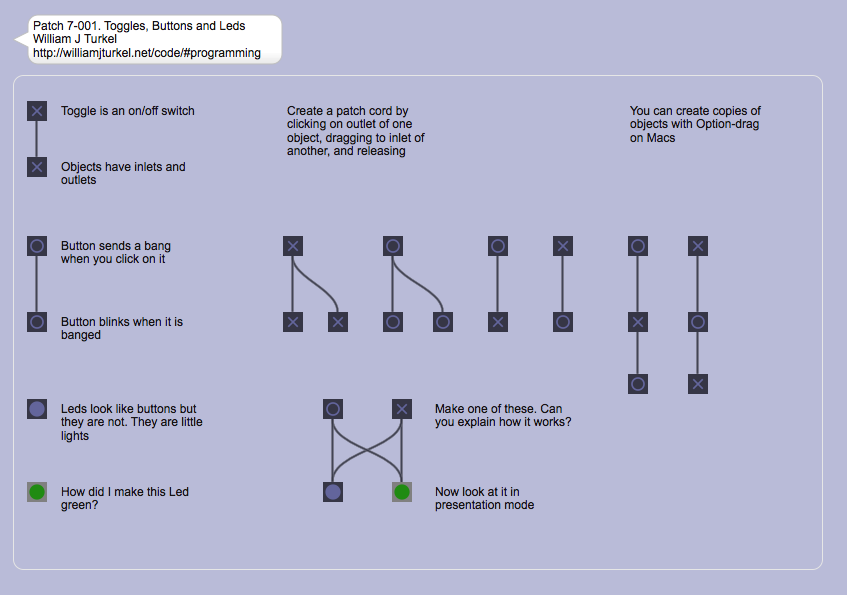 Patch 7-001. Toggles, Buttons and Leds
William J Turkel
http://williamjturkel.net/code/#programming
Toggle is an on/off switch
Objects have inlets and
outlets
Create a patch cord by
clicking on outlet of one
object, dragging to inlet of
another, and releasing
You can create copies of
objects with Option-drag
on Macs
Button sends a bang
when you click on it
Button blinks when it is
banged
Leds look like buttons but
they are not. They are little
lights
Make one of these. Can
you explain how it works?
How did I make this Led
green?
Now look at it in
presentation mode